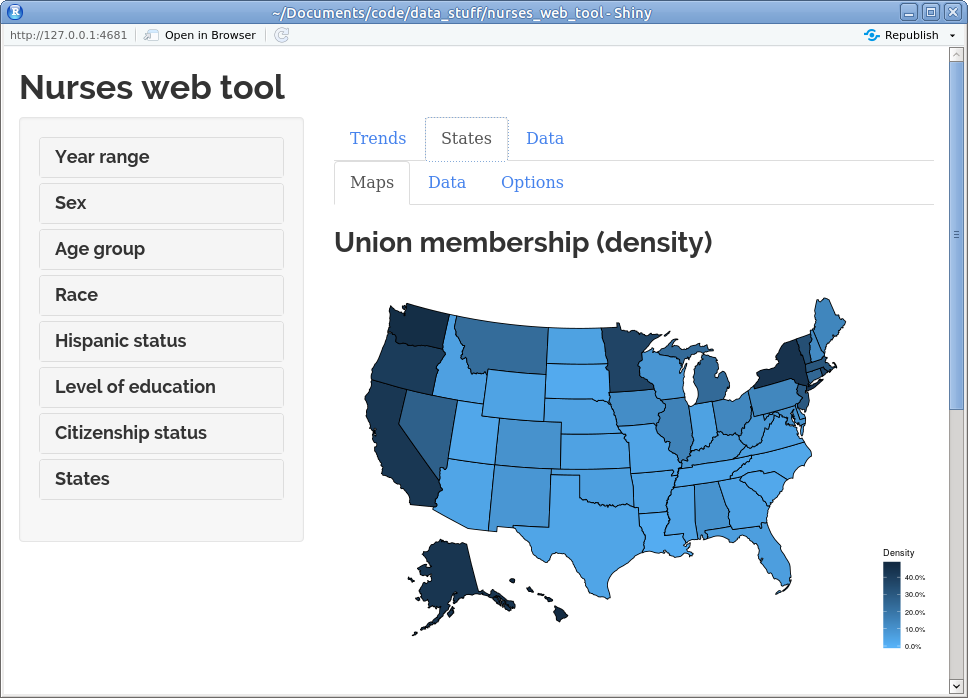 ~/Documents/code/data_stuff/nurses_web_tool - Shiny
http://127.0.0.1:4681 Open in Browser Republish
Nurses web tool
Year range
Sex
Age group
Race
Hispanic status
Level of education
Citizenship status
States
Trends States Data
Maps Data Options
Union membership (density)
Density
40.0%
30.0%
20.0%
10.0%
0.0%